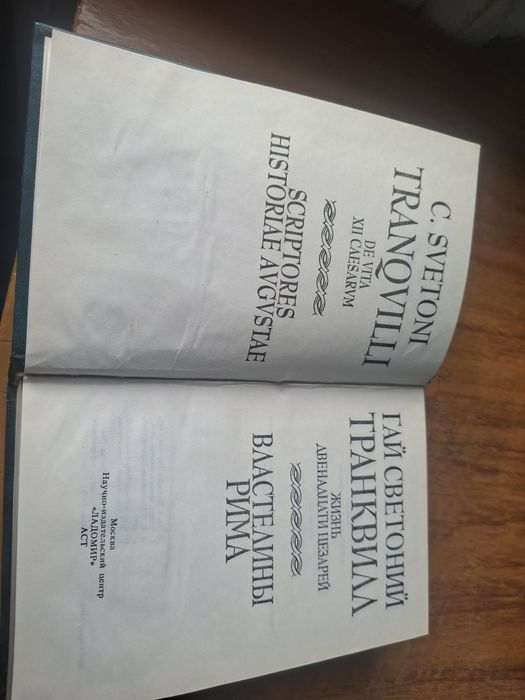 C. SVETONI
TRANQVILLI
DE VITA
XII CAESARVM
SCRIPTORES
HISTORIAE AVGVSTAE
ГАЙ СВЕТОНИЙ
ТРАНКВИЛЛ
ЖИЗНЬ
ДВЕНАДЦАТИ ЦЕЗАРЕЙ
ВЛАСТЕЛИНЫ
РИМА
Москва
Научно-издательский центр
«ЛАДОМИР»
АСТ